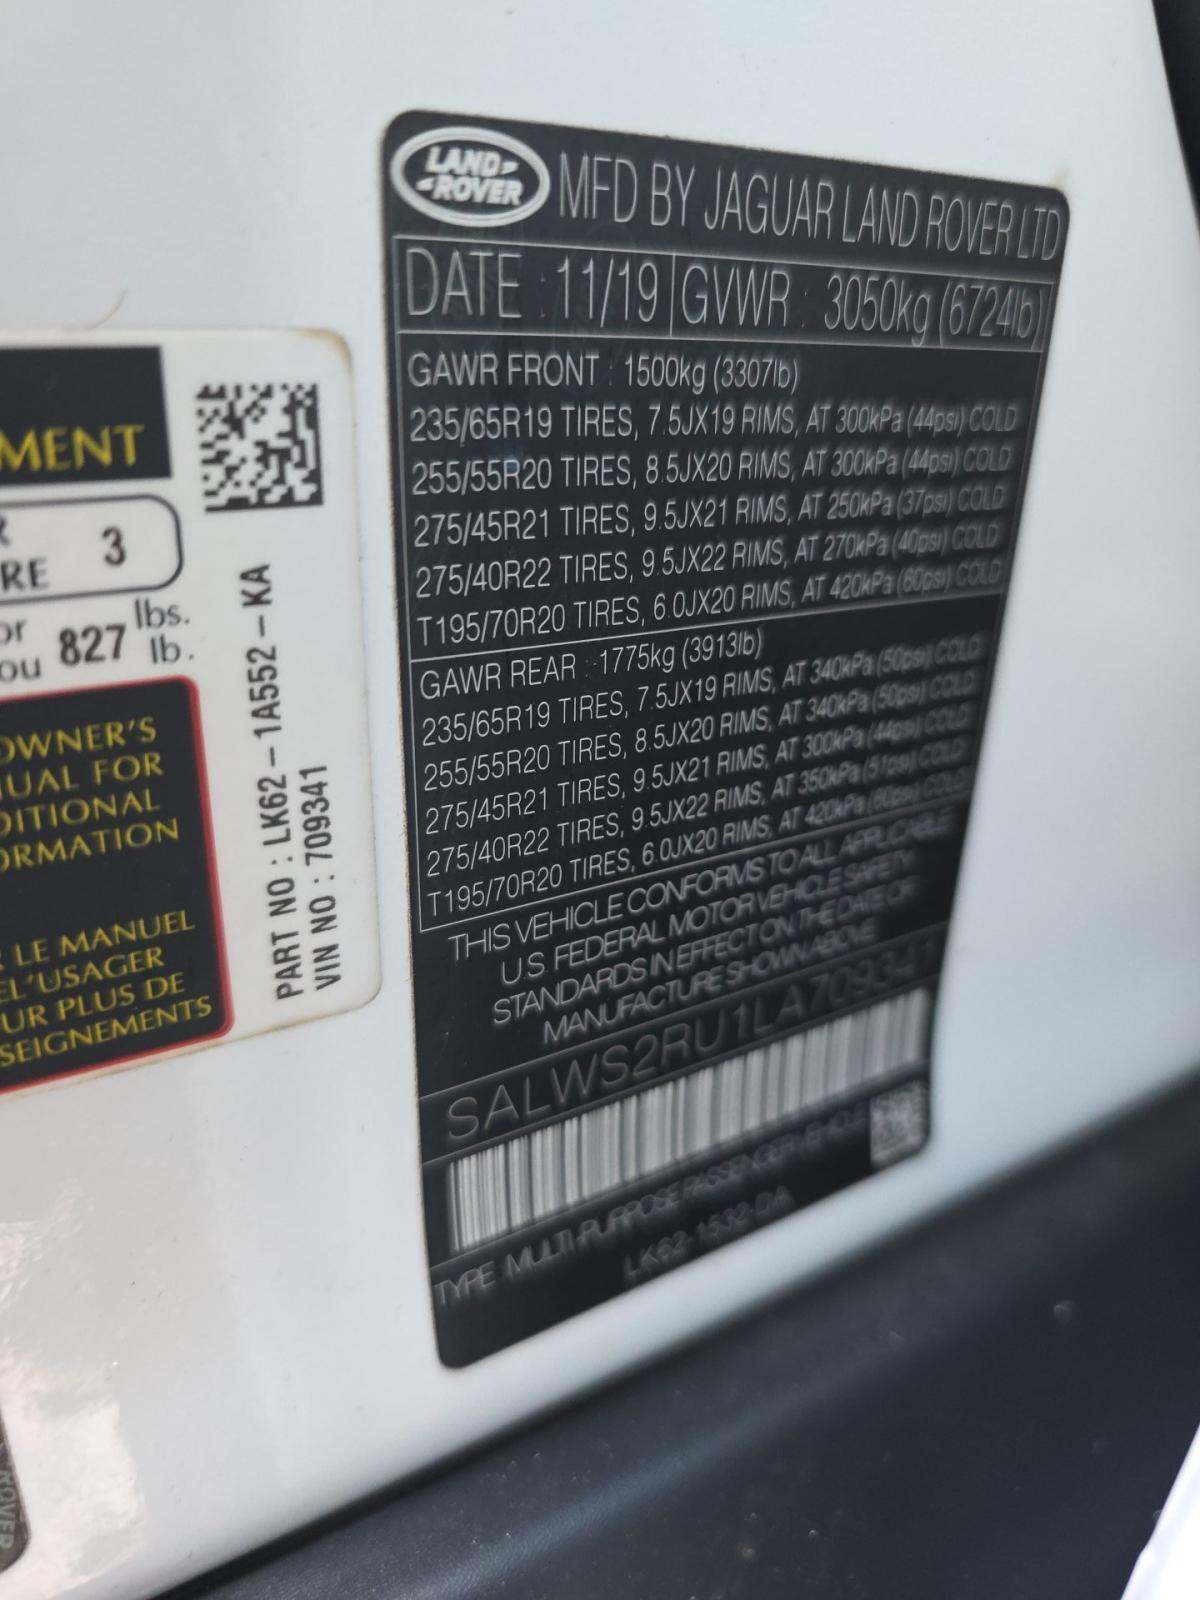 MENT
R
RE 3
or 827 lbs.
ou lb.
OWNER'S
UAL FOR
DITIONAL
ORMATION
R LE MANUEL
EL'USAGER
UR PLUS DE
SEIGNEMENTS
PART NO : LK62-1A552-KA
VIN NO : 709341
LAND ROVER MFD BY JAGUAR LAND ROVER LTD
DATE : 11/19 GVWR : 3050kg (6724lb)
GAWR FRONT : 1500kg (3307lb)
235/65R19 TIRES, 7.5JX19 RIMS, AT 300kPa (44psi) COLD
255/55R20 TIRES, 8.5JX20 RIMS, AT 300kPa (44psi) COLD
275/45R21 TIRES, 9.5JX21 RIMS, AT 250kPa (37psi) COLD
275/40R22 TIRES, 9.5JX22 RIMS, AT 270kPa (40psi) COLD
T195/70R20 TIRES, 6.0JX20 RIMS, AT 420kPa (60psi) COLD
GAWR REAR : 1775kg (3913lb)
235/65R19 TIRES, 7.5JX19 RIMS, AT 340kPa (50psi) COLD
255/55R20 TIRES, 8.5JX20 RIMS, AT 340kPa (50psi) COLD
275/45R21 TIRES, 9.5JX21 RIMS, AT 300kPa (44psi) COLD
275/40R22 TIRES, 9.5JX22 RIMS, AT 350kPa (51psi) COLD
T195/70R20 TIRES, 6.0JX20 RIMS, AT 420kPa (60psi) COLD
THIS VEHICLE CONFORMS TO ALL APPLICABLE
U.S. FEDERAL MOTOR VEHICLE SAFETY
STANDARDS IN EFFECT ON THE DATE OF
MANUFACTURE SHOWN ABOVE
SALWS2RU1LA709341
TYPE : MULTI-PURPOSE PASSENGER VEHICLE
LK62-1532-DA
ROVER